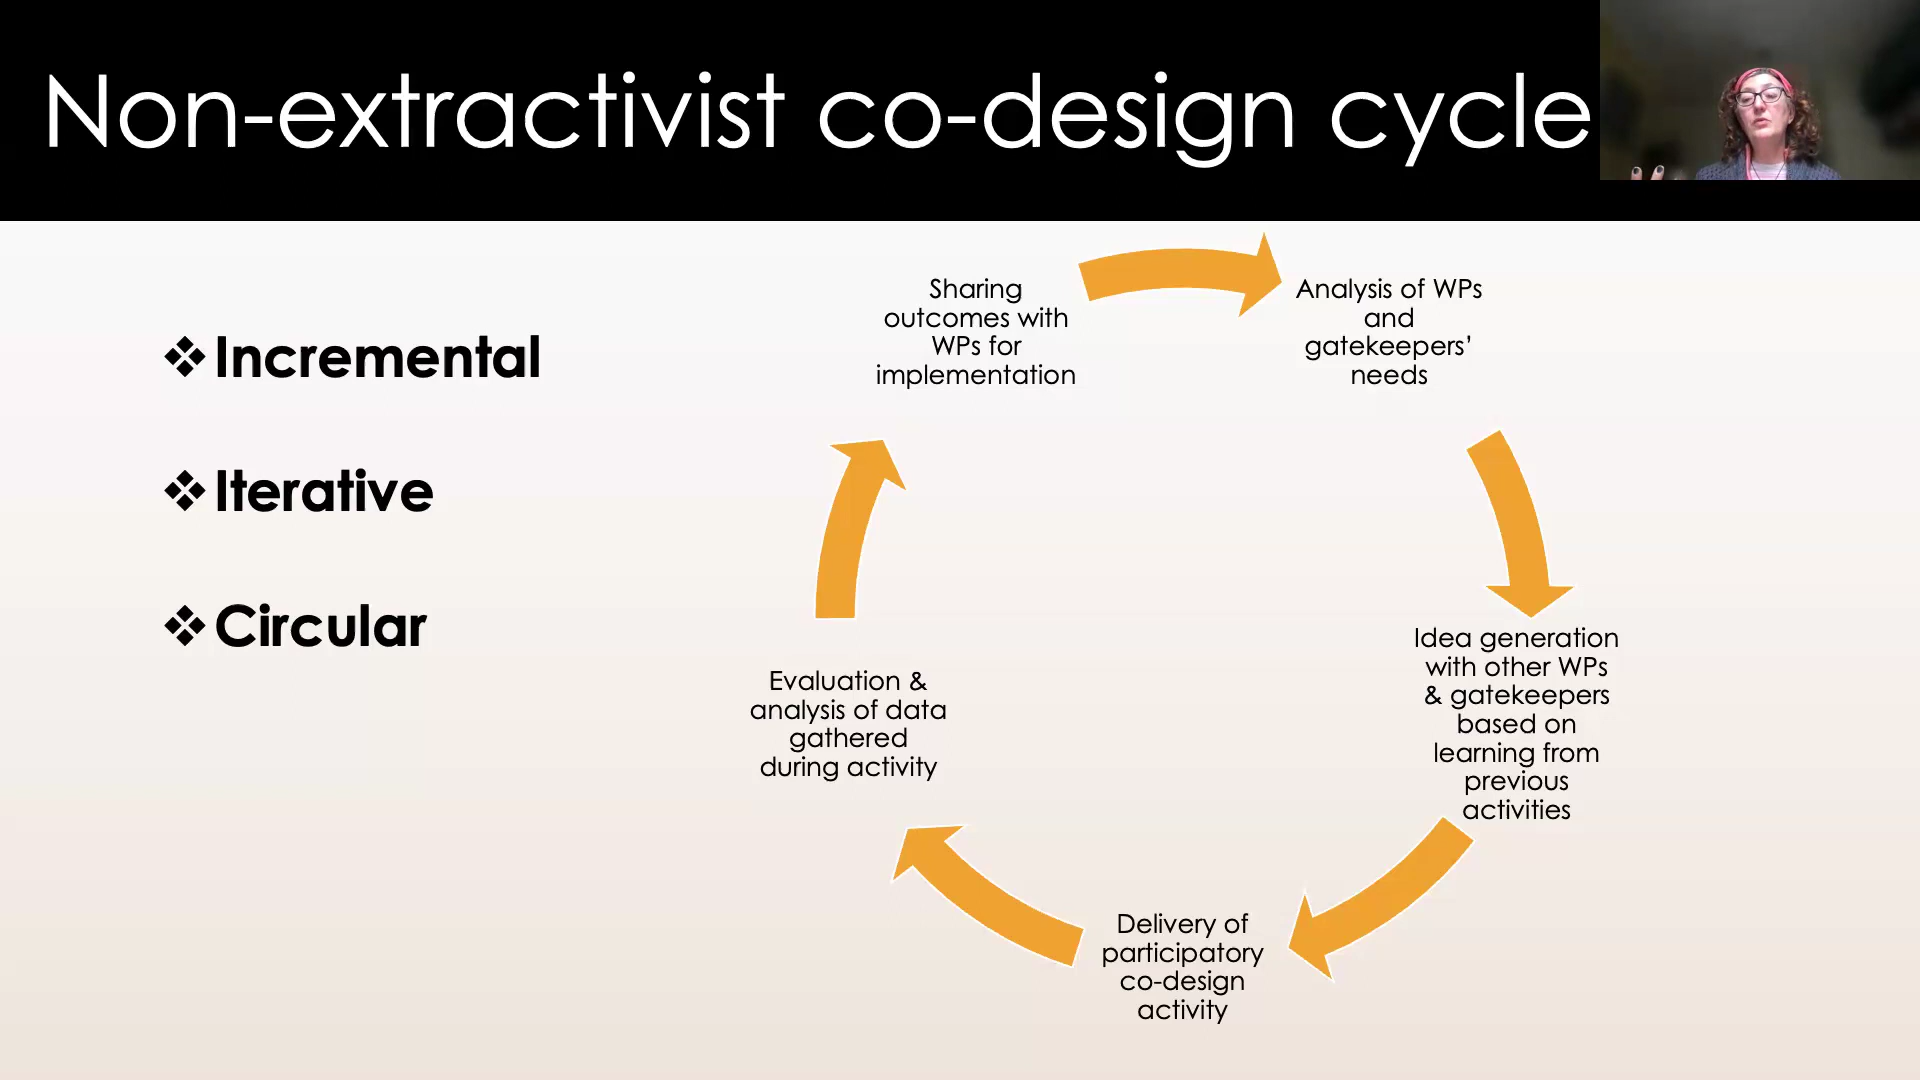 Non-extractivist co-design cycle
❖ Incremental
❖ Iterative
❖ Circular
Sharing
outcomes with
WPs for
implementation
Analysis of WPs
and
gatekeepers’
needs
Idea generation
with other WPs
& gatekeepers
based on
learning from
previous
activities
Delivery of
participatory
co-design
activity
Evaluation &
analysis of data
gathered
during activity